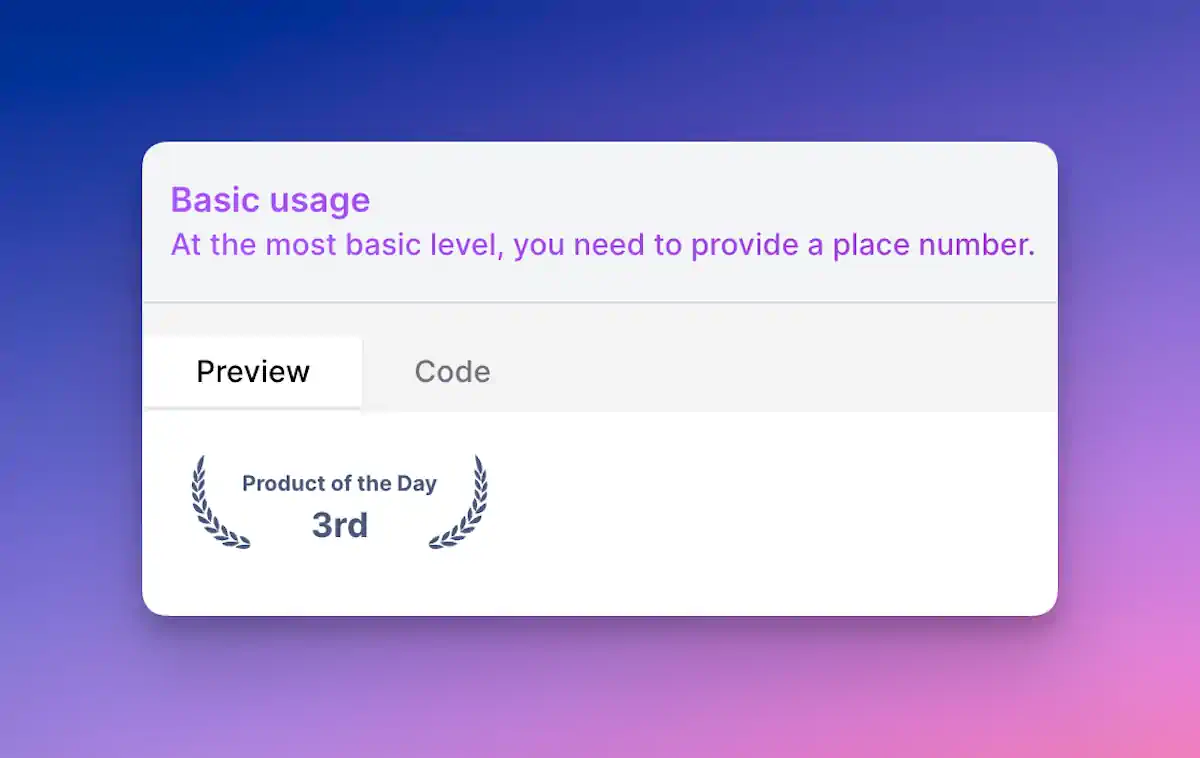 Basic usage
At the most basic level, you need to provide a place number.
Preview
Code
Product of the Day
3rd